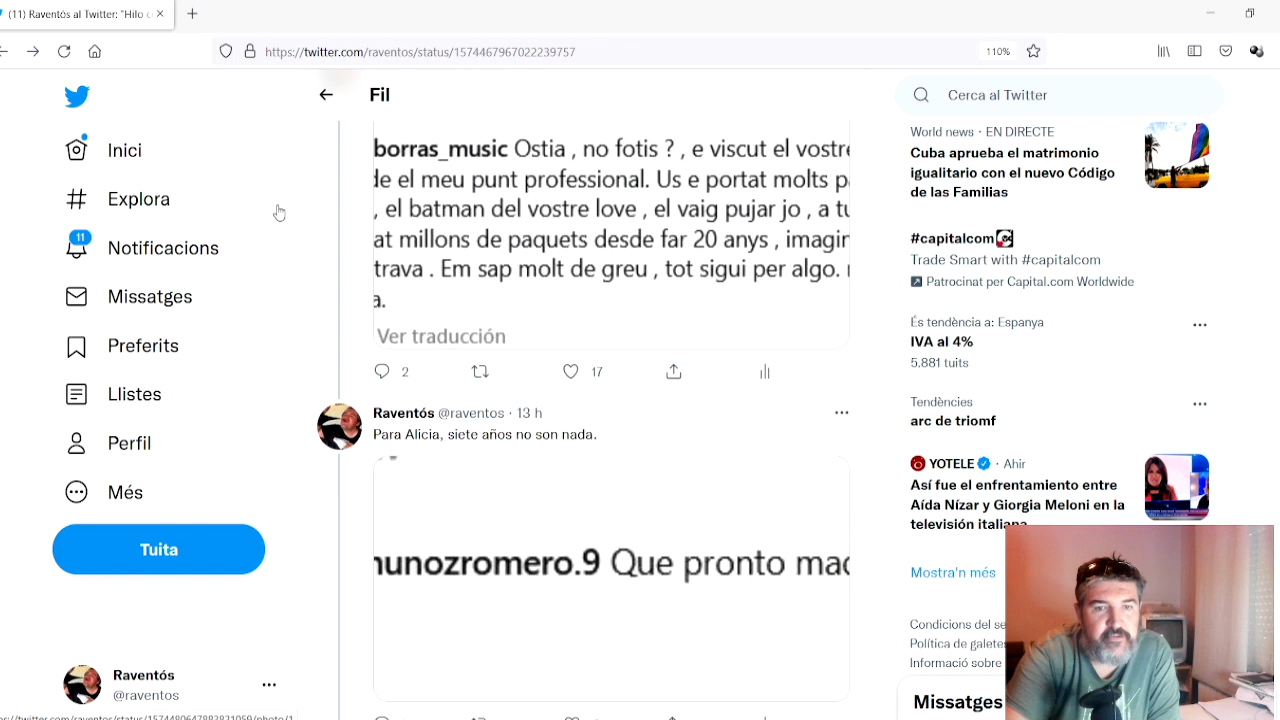 (11) Raventós al Twitter: "Hilo
https://twitter.com/raventos/status/1574467967022239757
110%
Inici
Explora
11
Notificacions
Missatges
Preferits
Llistes
Perfil
Més
Tuita
Raventós
@raventos
Fil
borras_music Ostia , no fotis ? , e viscut el vostre
de el meu punt professional. Us e portat molts
, el batman del vostre love , el vaig pujar jo , a
at millons de paquets desde far 20 anys ,
trava . Em sap molt de greu , tot sigui per algo.
a.
Ver traducción
2
17
Raventós @raventos · 13 h
Para Alicia, siete años no son nada.
munozromero.9 Que pronto
Cerca al Twitter
World news · EN DIRECTE
Cuba aprueba el matrimonio
igualitario con el nuevo Código
de las Familias
#capitalcom
Trade Smart with #capitalcom
Patrocinat per Capital.com Worldwide
És tendència a: Espanya
IVA al 4%
5.881 tuits
Tendències
arc de triomf
YOTELE · Ahir
Así fue el enfrentamiento entre
Aída Nízar y Giorgia Meloni en la
televisión italiana
Mostra'n més
Condicions del
Política de
Informació sobre
Missatges